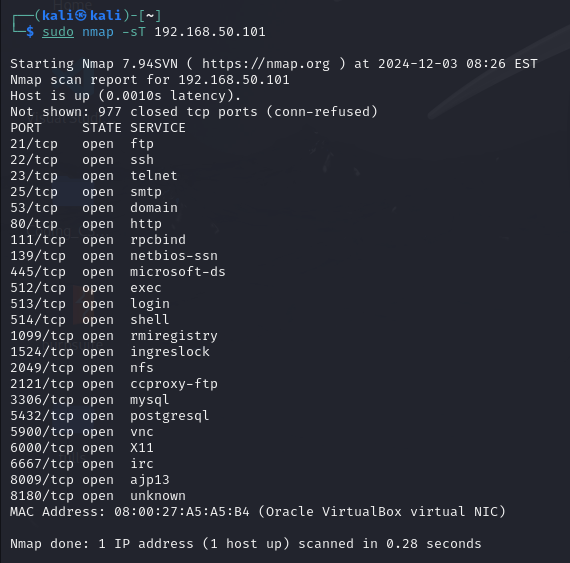 ┌──(kali㉿kali)-[~]
└─$ sudo nmap -sT 192.168.50.101
Starting Nmap 7.94SVN ( https://nmap.org ) at 2024-12-03 08:26 EST
Nmap scan report for 192.168.50.101
Host is up (0.0010s latency).
Not shown: 977 closed tcp ports (conn-refused)
PORT     STATE SERVICE
21/tcp   open  ftp
22/tcp   open  ssh
23/tcp   open  telnet
25/tcp   open  smtp
53/tcp   open  domain
80/tcp   open  http
111/tcp  open  rpcbind
139/tcp  open  netbios-ssn
445/tcp  open  microsoft-ds
512/tcp  open  exec
513/tcp  open  login
514/tcp  open  shell
1099/tcp open  rmiregistry
1524/tcp open  ingreslock
2049/tcp open  nfs
2121/tcp open  ccproxy-ftp
3306/tcp open  mysql
5432/tcp open  postgresql
5900/tcp open  vnc
6000/tcp open  X11
6667/tcp open  irc
8009/tcp open  ajp13
8180/tcp open  unknown
MAC Address: 08:00:27:A5:A5:B4 (Oracle VirtualBox virtual NIC)
Nmap done: 1 IP address (1 host up) scanned in 0.28 seconds